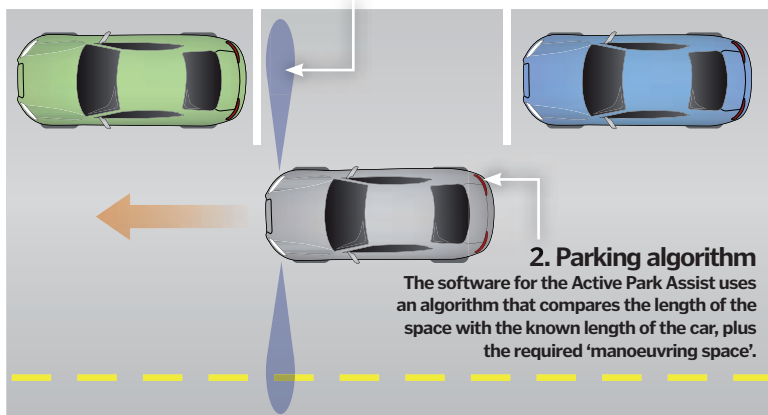 2. Parking algorithm
The software for the Active Park Assist uses
an algorithm that compares the length of the
space with the known length of the car, plus
the required ‘manoeuvring space’.